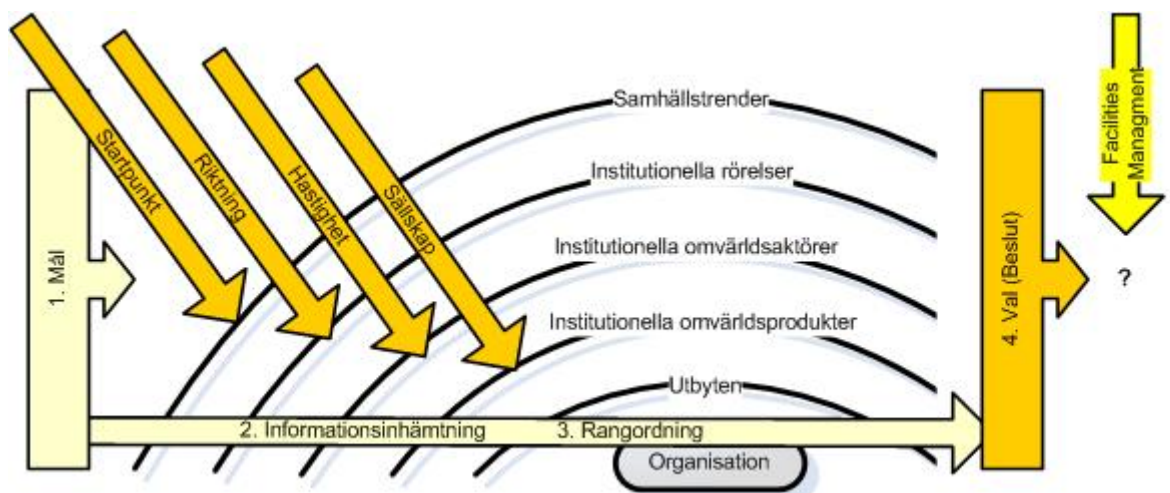 Startpunkt
Riktning
Hastighet
Sällskap
Samhällstrender
Institutionella rörelser
Institutionella omvärldsaktörer
Institutionella omvärldsprodukter
Utbyten
1. Mål
2. Informationsinhämtning
3. Rangordning
Organisation
4. Val (Beslut)
Facilities
Managment
?